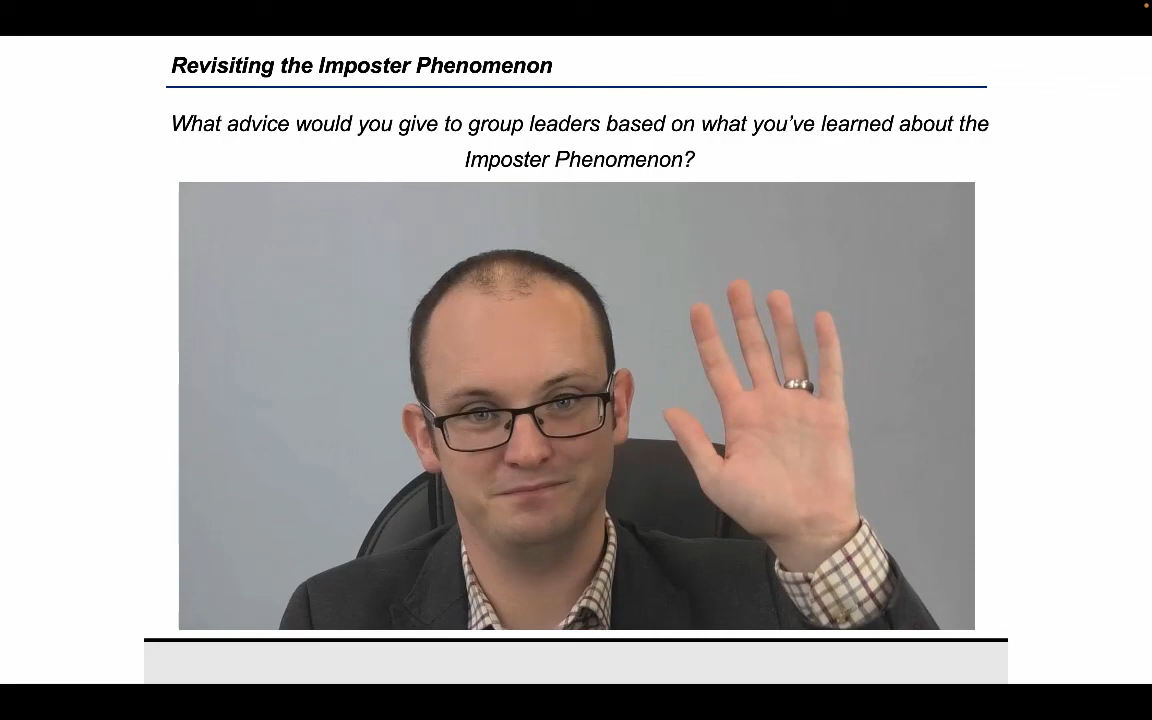 Revisiting the Imposter Phenomenon
What advice would you give to group leaders based on what you’ve learned about the
Imposter Phenomenon?